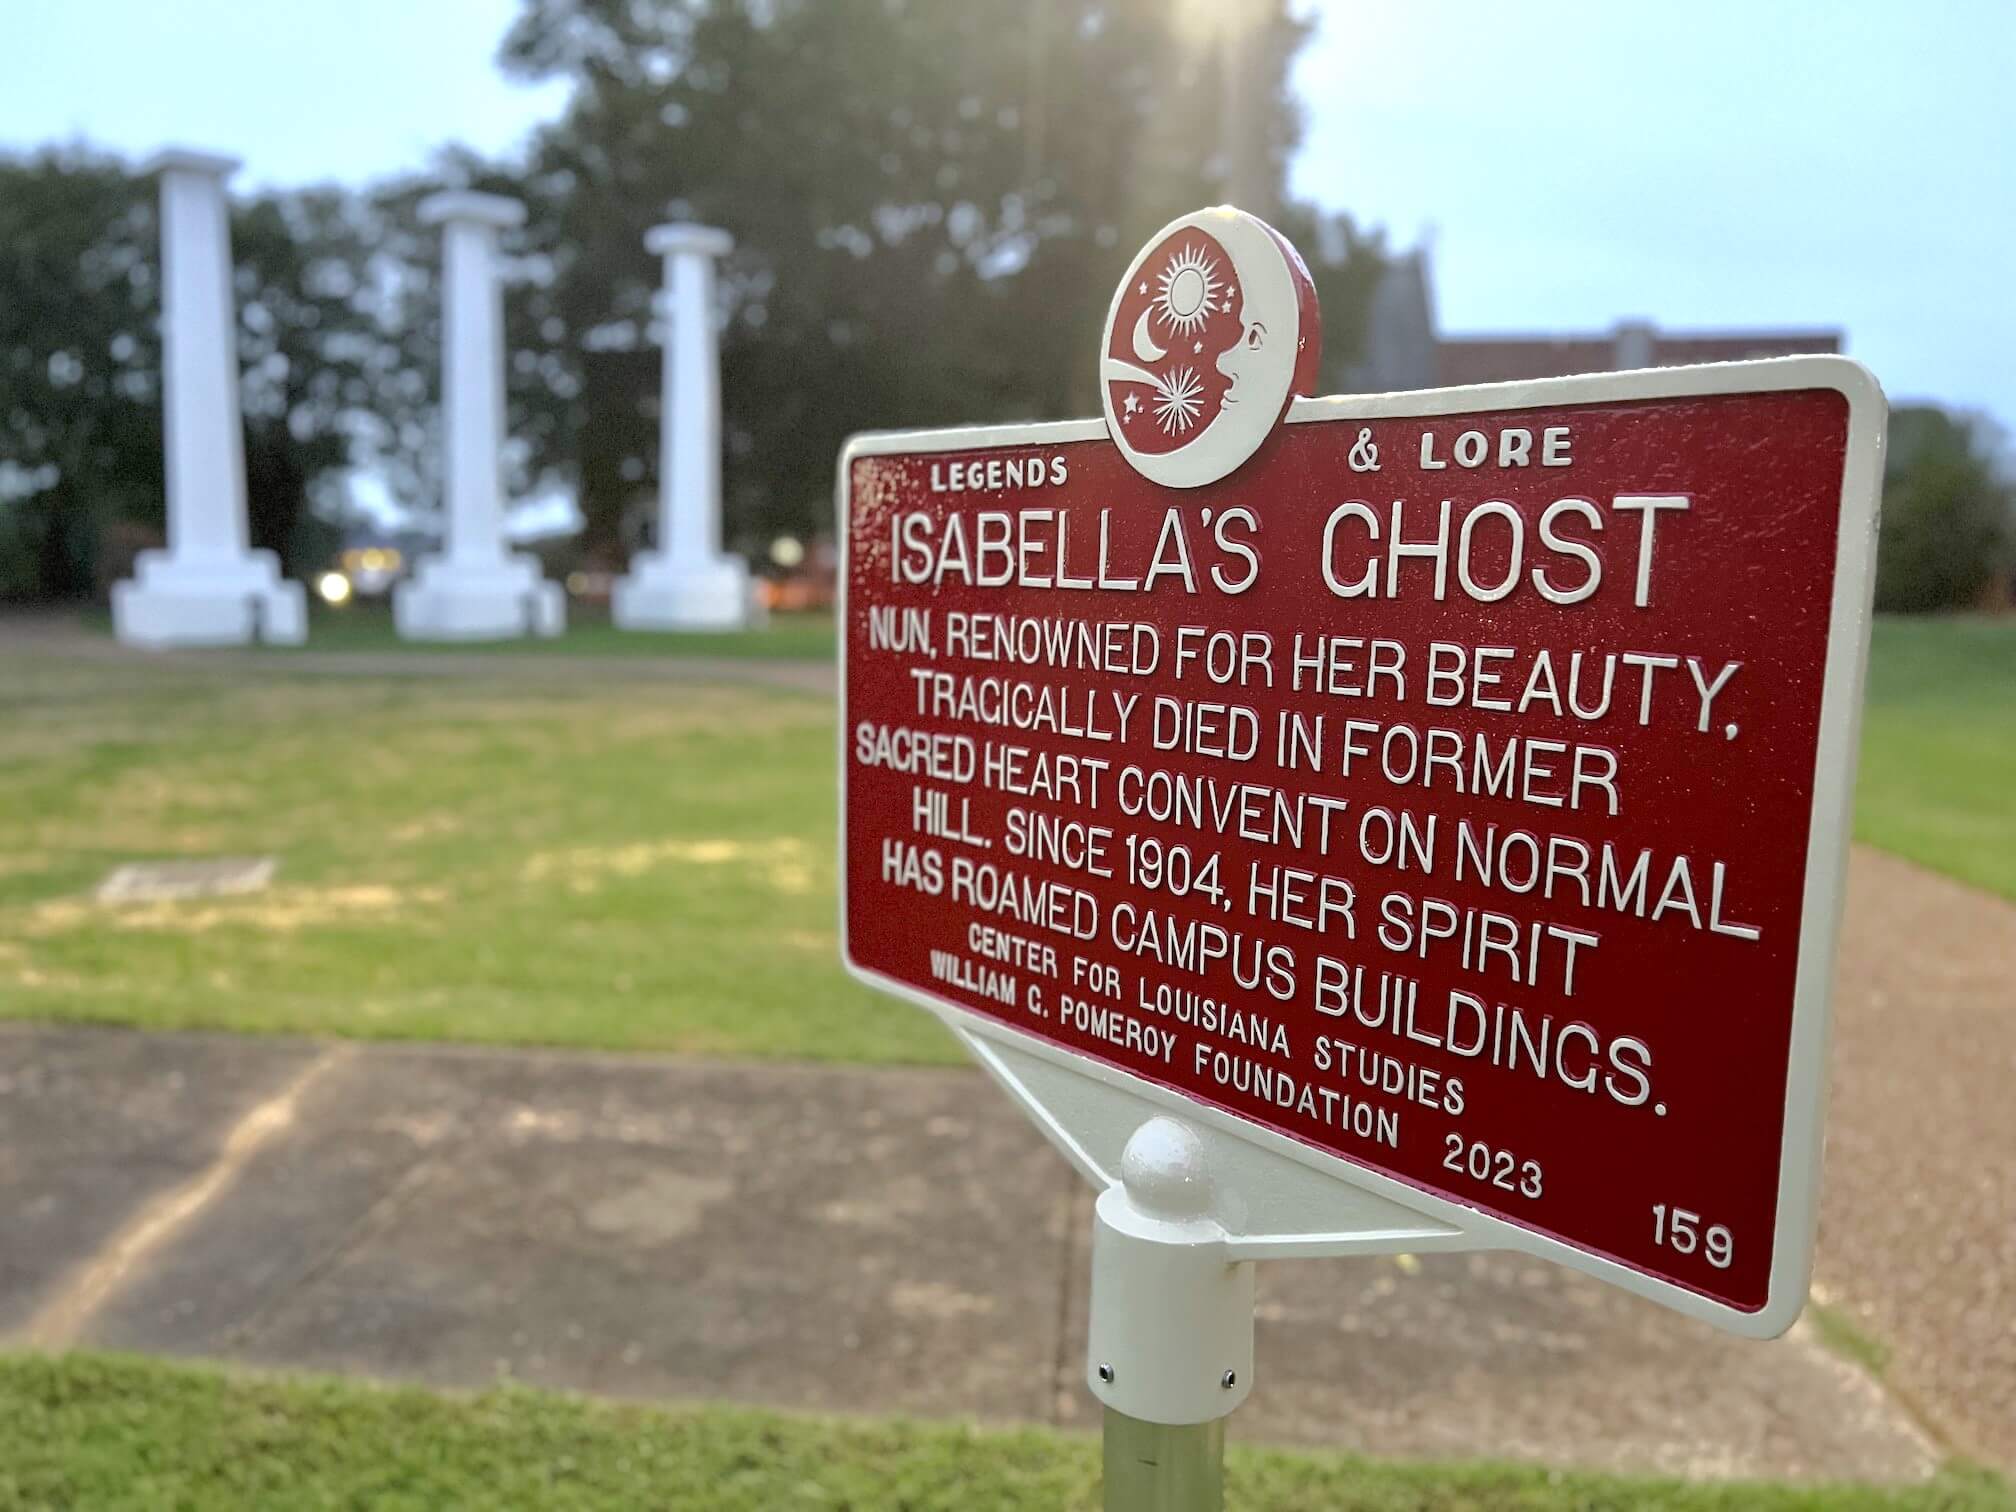 LEGENDS & LORE
ISABELLA'S GHOST
NUN, RENOWNED FOR HER BEAUTY,
TRAGICALLY DIED IN FORMER
SACRED HEART CONVENT ON NORMAL
HILL. SINCE 1904, HER SPIRIT
HAS ROAMED CAMPUS BUILDINGS.
CENTER FOR LOUISIANA STUDIES
WILLIAM G. POMEROY FOUNDATION 2023
159